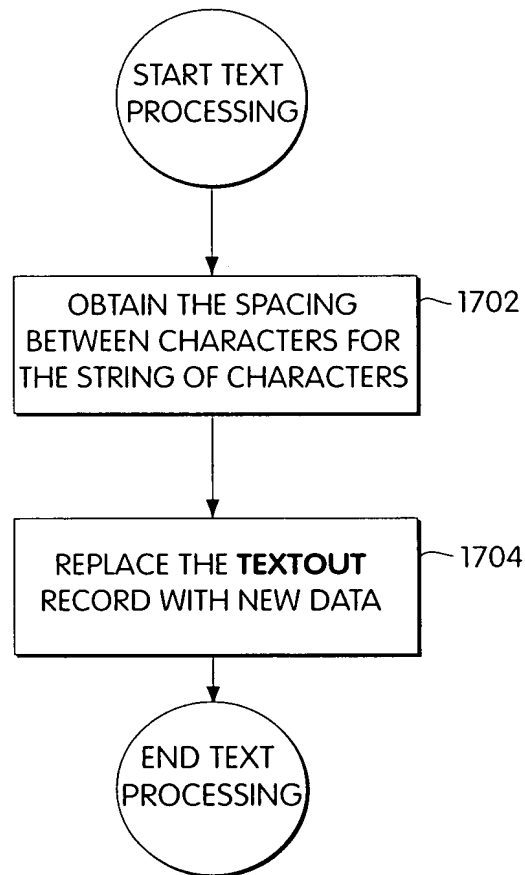 START TEXT
PROCESSING
OBTAIN THE SPACING
BETWEEN CHARACTERS FOR
THE STRING OF CHARACTERS
1702
REPLACE THE TEXTOUT
RECORD WITH NEW DATA
1704
END TEXT
PROCESSING